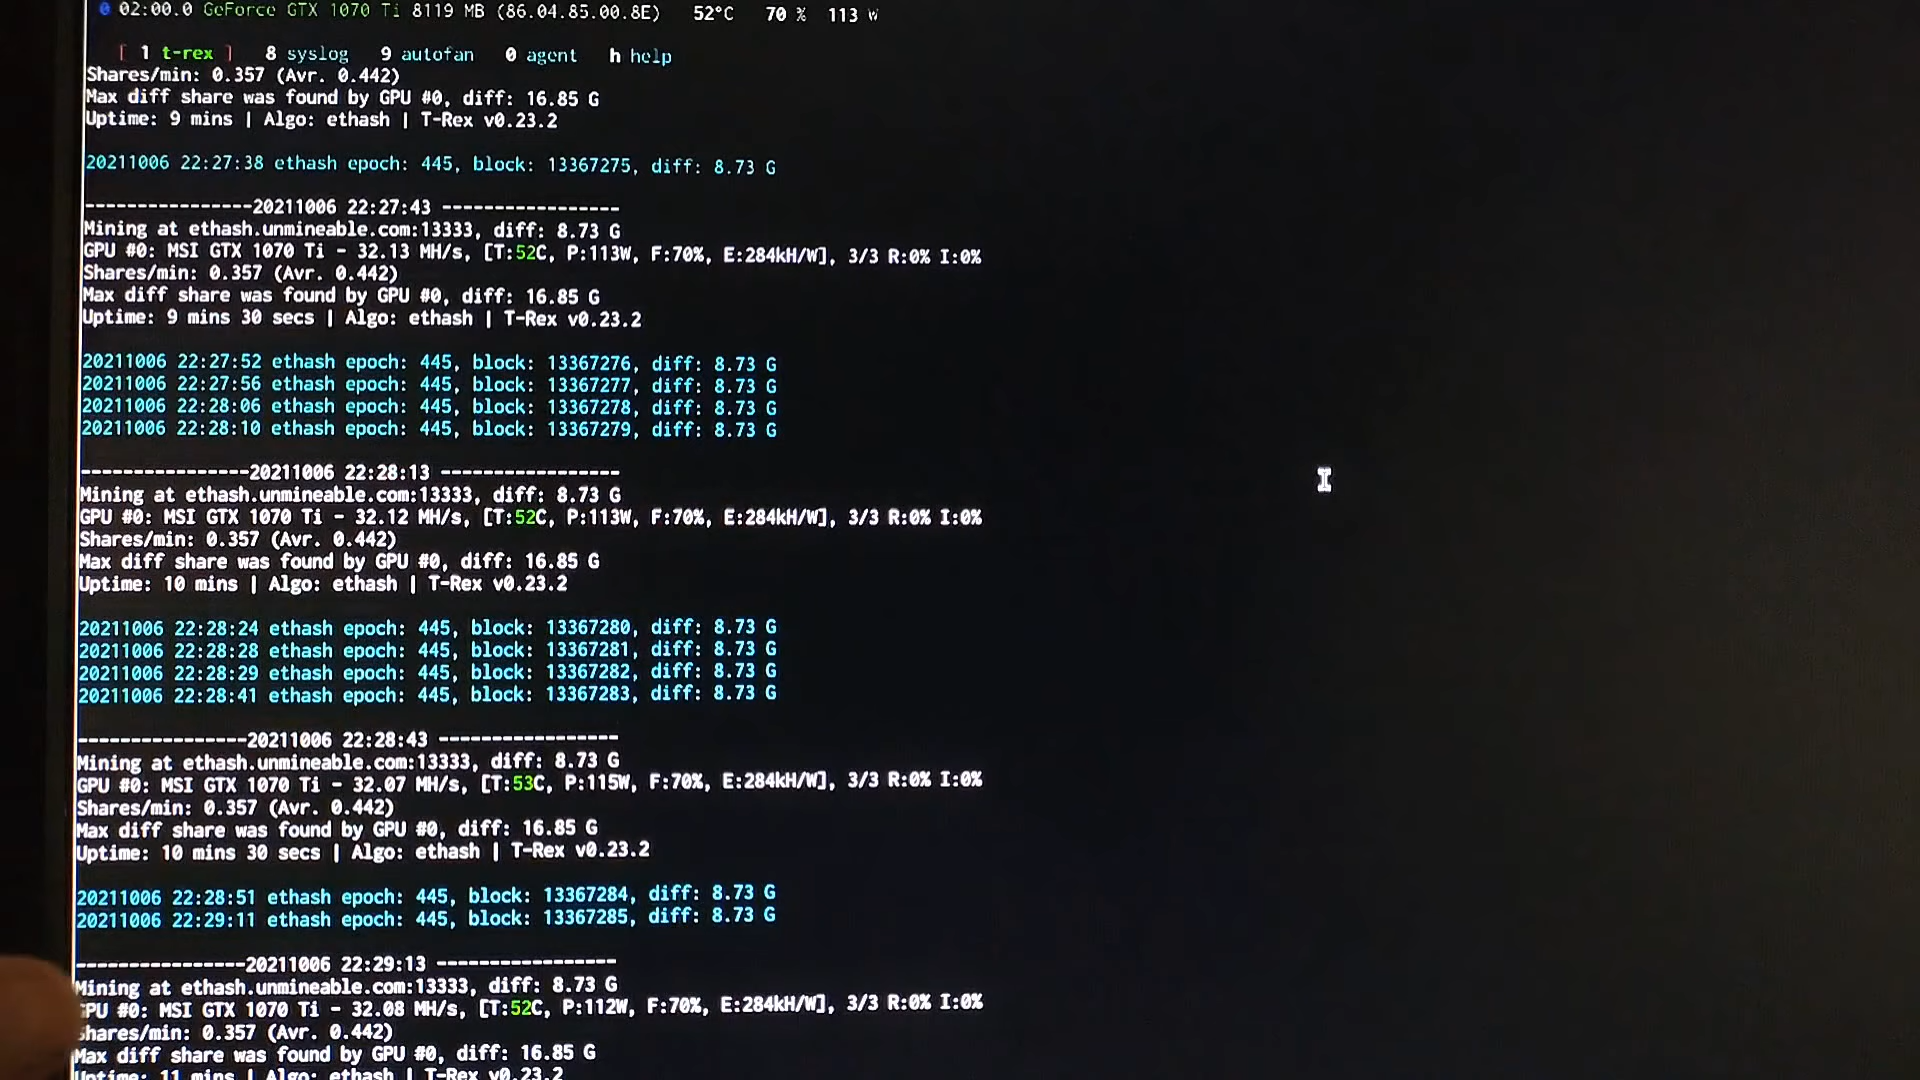 0 02:00.0 GeForce GTX 1070 Ti 8119 MB (86.04.85.00.8E) 52°C 70 % 113 W
[ 1 t-rex ] 8 syslog 9 autofan 0 agent h help
Shares/min: 0.357 (Avr. 0.442)
Max diff share was found by GPU #0, diff: 16.85 G
Uptime: 9 mins | Algo: ethash | T-Rex v0.23.2
20211006 22:27:38 ethash epoch: 445, block: 13367275, diff: 8.73 G
----------------20211006 22:27:43 -----------------
Mining at ethash.unmineable.com:13333, diff: 8.73 G
GPU #0: MSI GTX 1070 Ti - 32.13 MH/s, [T:52C, P:113W, F:70%, E:284kH/W], 3/3 R:0% I:0%
Shares/min: 0.357 (Avr. 0.442)
Max diff share was found by GPU #0, diff: 16.85 G
Uptime: 9 mins 30 secs | Algo: ethash | T-Rex v0.23.2
20211006 22:27:52 ethash epoch: 445, block: 13367276, diff: 8.73 G
20211006 22:27:56 ethash epoch: 445, block: 13367277, diff: 8.73 G
20211006 22:28:06 ethash epoch: 445, block: 13367278, diff: 8.73 G
20211006 22:28:10 ethash epoch: 445, block: 13367279, diff: 8.73 G
----------------20211006 22:28:13 -----------------
Mining at ethash.unmineable.com:13333, diff: 8.73 G
GPU #0: MSI GTX 1070 Ti - 32.12 MH/s, [T:52C, P:113W, F:70%, E:284kH/W], 3/3 R:0% I:0%
Shares/min: 0.357 (Avr. 0.442)
Max diff share was found by GPU #0, diff: 16.85 G
Uptime: 10 mins | Algo: ethash | T-Rex v0.23.2
20211006 22:28:24 ethash epoch: 445, block: 13367280, diff: 8.73 G
20211006 22:28:28 ethash epoch: 445, block: 13367281, diff: 8.73 G
20211006 22:28:29 ethash epoch: 445, block: 13367282, diff: 8.73 G
20211006 22:28:41 ethash epoch: 445, block: 13367283, diff: 8.73 G
----------------20211006 22:28:43 -----------------
Mining at ethash.unmineable.com:13333, diff: 8.73 G
GPU #0: MSI GTX 1070 Ti - 32.07 MH/s, [T:53C, P:115W, F:70%, E:284kH/W], 3/3 R:0% I:0%
Shares/min: 0.357 (Avr. 0.442)
Max diff share was found by GPU #0, diff: 16.85 G
Uptime: 10 mins 30 secs | Algo: ethash | T-Rex v0.23.2
20211006 22:28:51 ethash epoch: 445, block: 13367284, diff: 8.73 G
20211006 22:29:11 ethash epoch: 445, block: 13367285, diff: 8.73 G
----------------20211006 22:29:13 -----------------
Mining at ethash.unmineable.com:13333, diff: 8.73 G
GPU #0: MSI GTX 1070 Ti - 32.08 MH/s, [T:52C, P:112W, F:70%, E:284kH/W], 3/3 R:0% I:0%
Shares/min: 0.357 (Avr. 0.442)
Max diff share was found by GPU #0, diff: 16.85 G
Uptime: 11 mins | Algo: ethash | T-Rex v0.23.2